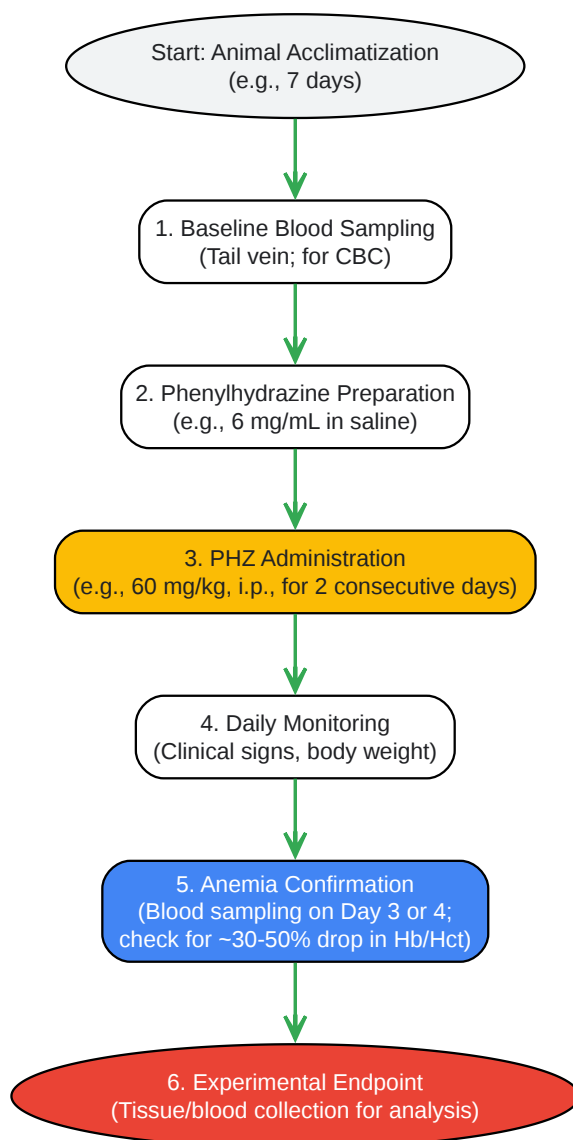 Start: Animal Acclimatization
(e.g., 7 days)
1. Baseline Blood Sampling
(Tail vein; for CBC)
2. Phenylhydrazine Preparation
(e.g., 6 mg/mL in saline)
3. PHZ Administration
(e.g., 60 mg/kg, i.p., for 2 consecutive days)
4. Daily Monitoring
(Clinical signs, body weight)
5. Anemia Confirmation
(Blood sampling on Day 3 or 4;
check for ~30-50% drop in Hb/Hct)
6. Experimental Endpoint
(Tissue/blood collection for analysis)